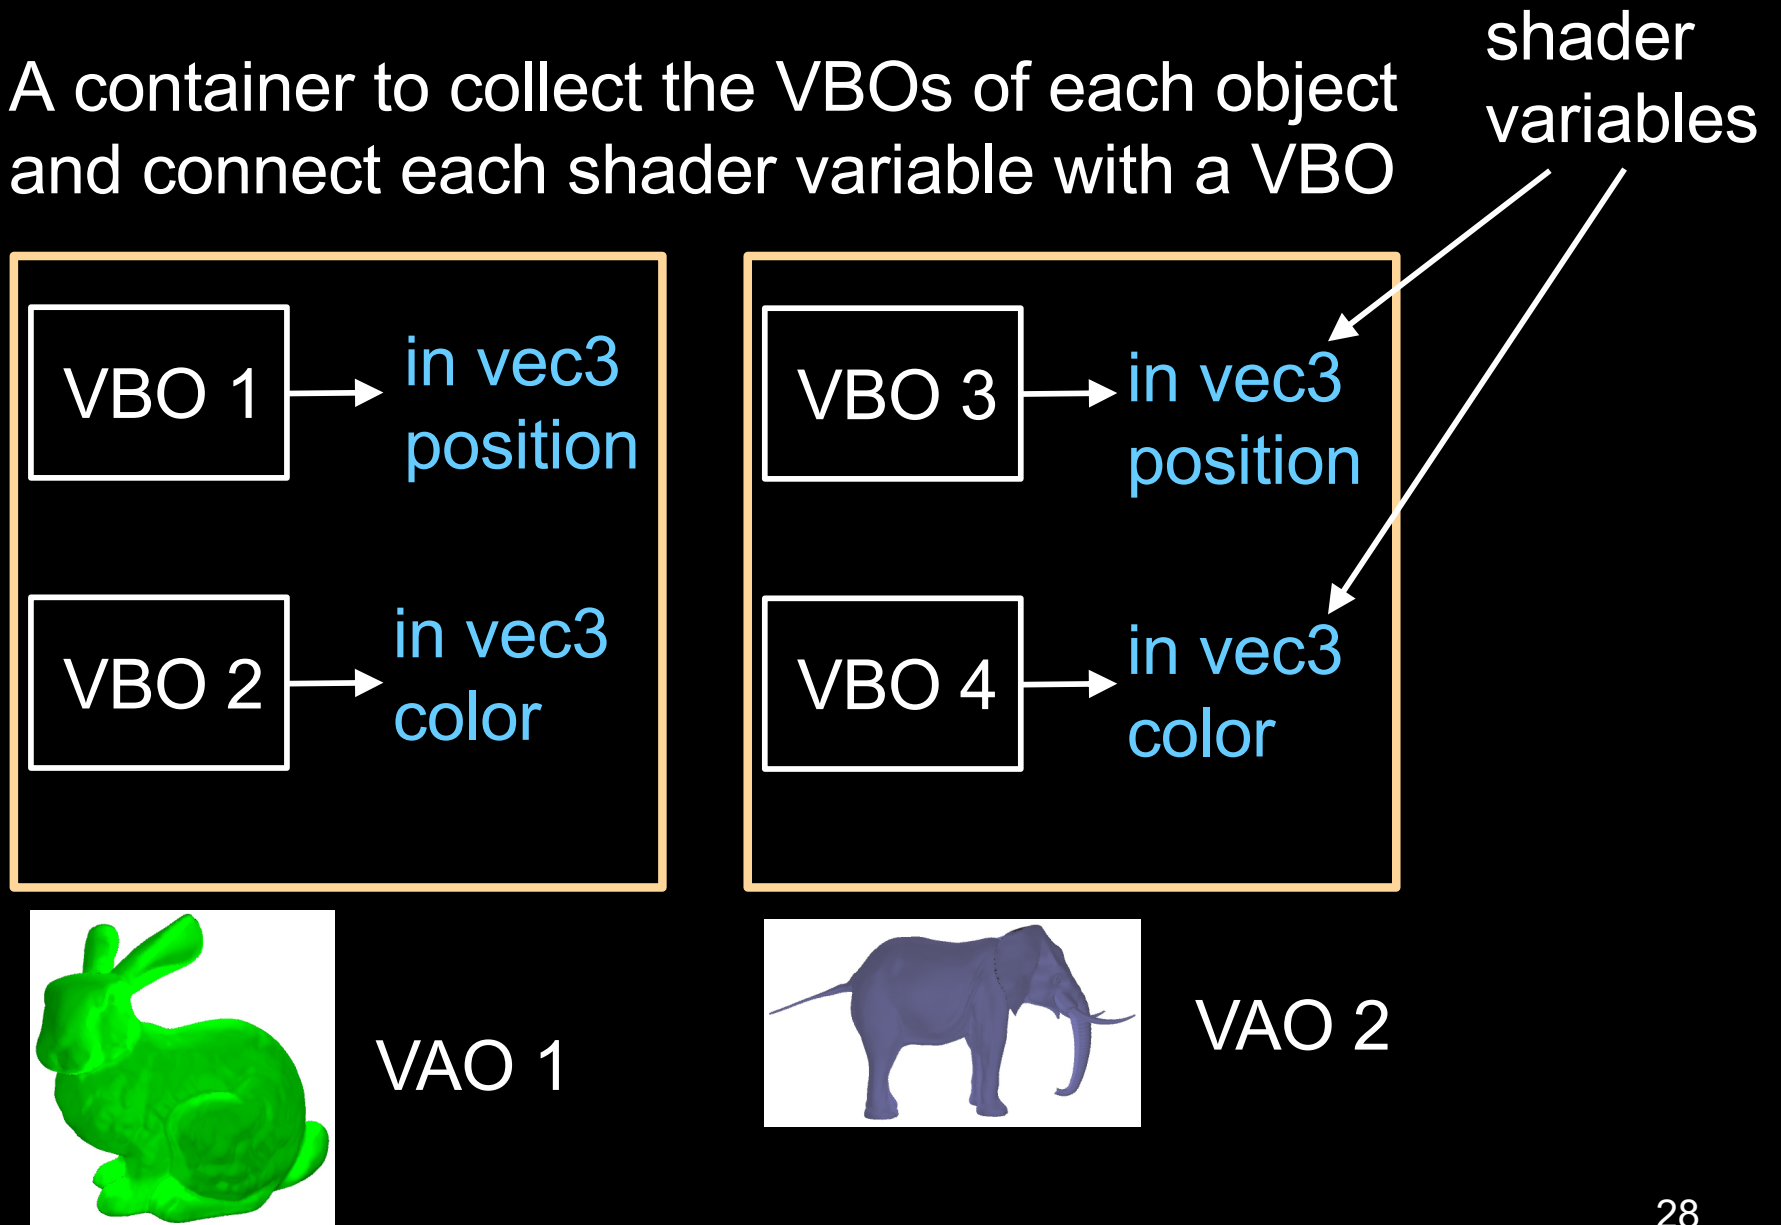 A container to collect the VBOs of each object
and connect each shader variable with a VBO
shader
variables
VBO 1
in vec3
position
VBO 2
in vec3
color
VBO 3
in vec3
position
VBO 4
in vec3
color
VAO 1
VAO 2
28